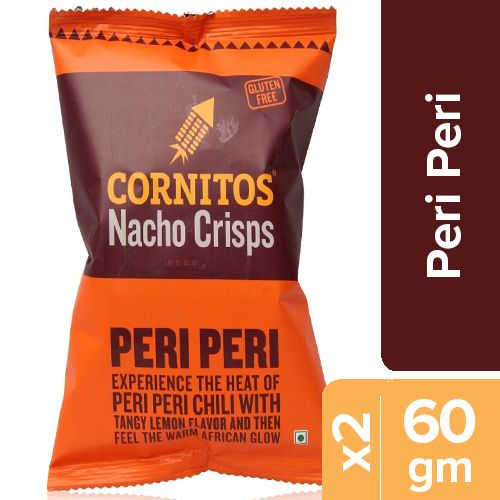 GLUTEN
FREE
CORNITOS®
Nacho Crisps
PERI PERI
EXPERIENCE THE HEAT OF
PERI PERI CHILI WITH
TANGY LEMON FLAVOR AND THEN
FEEL THE WARM AFRICAN GLOW
Peri Peri
x2
60
gm